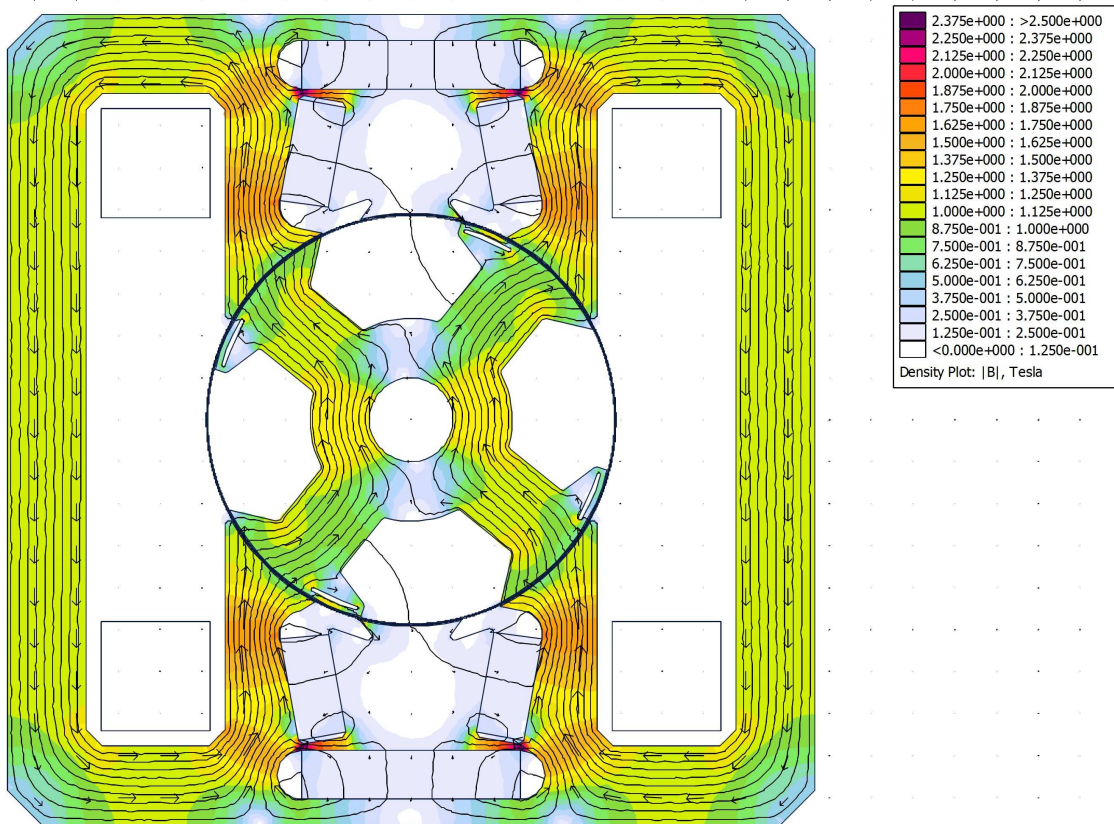 2.375e+000 : >2.500e+000
2.250e+000 : 2.375e+000
2.125e+000 : 2.250e+000
2.000e+000 : 2.125e+000
1.875e+000 : 2.000e+000
1.750e+000 : 1.875e+000
1.625e+000 : 1.750e+000
1.500e+000 : 1.625e+000
1.375e+000 : 1.500e+000
1.250e+000 : 1.375e+000
1.125e+000 : 1.250e+000
1.000e+000 : 1.125e+000
8.750e-001 : 1.000e+000
7.500e-001 : 8.750e-001
6.250e-001 : 7.500e-001
5.000e-001 : 6.250e-001
3.750e-001 : 5.000e-001
2.500e-001 : 3.750e-001
1.250e-001 : 2.500e-001
<0.000e+000 : 1.250e-001
Density Plot: |B|, Tesla